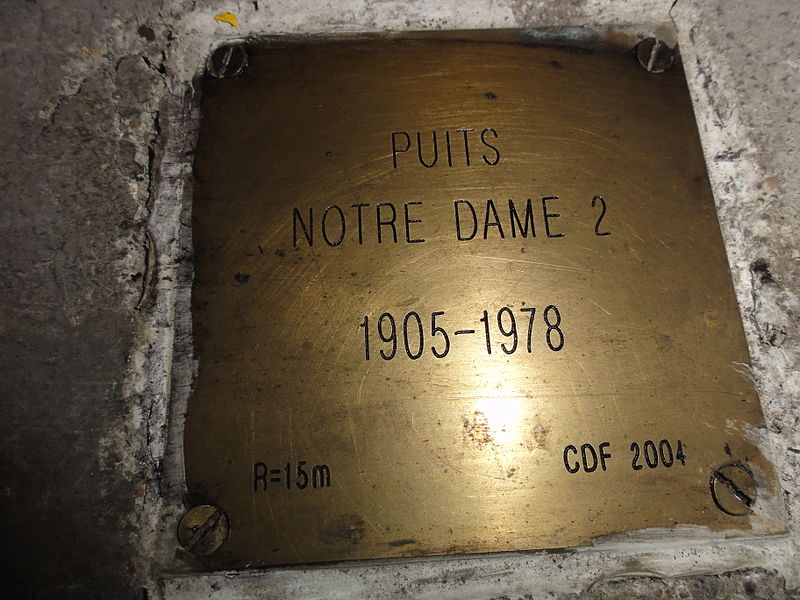 PUITS
NOTRE DAME 2
1905-1978
R=15m CDF 2004